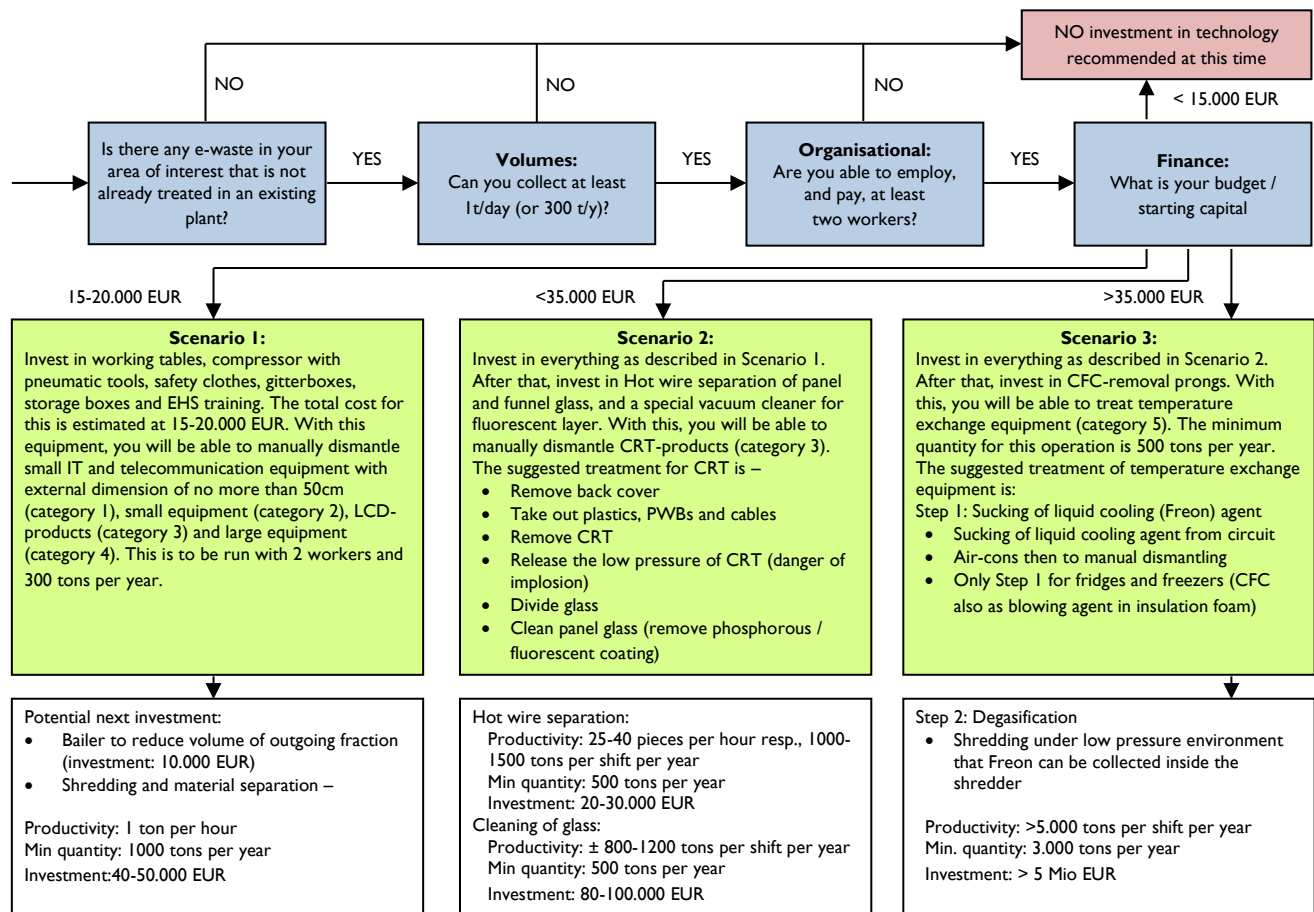 NO investment in technology
recommended at this time
NO
NO
NO
< 15.000 EUR
Is there any e-waste in your
area of interest that is not
already treated in an existing
plant?
YES
Volumes:
Can you collect at least
1t/day (or 300 t/y)?
YES
Organisational:
Are you able to employ,
and pay, at least
two workers?
YES
Finance:
What is your budget /
starting capital
15-20.000 EUR
<35.000 EUR
>35.000 EUR
Scenario 1:
Invest in working tables, compressor with
pneumatic tools, safety clothes, gitterboxes,
storage boxes and EHS training. The total cost for
this is estimated at 15-20.000 EUR. With this
equipment, you will be able to manually dismantle
small IT and telecommunication equipment with
external dimension of no more than 50cm
(category 1), small equipment (category 2), LCD-
products (category 3) and large equipment
(category 4). This is to be run with 2 workers and
300 tons per year.
Scenario 2:
Invest in everything as described in Scenario 1.
After that, invest in Hot wire separation of panel
and funnel glass, and a special vacuum cleaner for
fluorescent layer. With this, you will be able to
manually dismantle CRT-products (category 3).
The suggested treatment for CRT is –
• Remove back cover
• Take out plastics, PWBs and cables
• Remove CRT
• Release the low pressure of CRT (danger of
implosion)
• Divide glass
• Clean panel glass (remove phosphorous /
fluorescent coating)
Scenario 3:
Invest in everything as described in Scenario 2.
After that, invest in CFC-removal prongs. With
this, you will be able to treat temperature
exchange equipment (category 5). The minimum
quantity for this operation is 500 tons per year.
The suggested treatment of temperature exchange
equipment is:
Step 1: Sucking of liquid cooling (Freon) agent
• Sucking of liquid cooling agent from circuit
• Air-cons then to manual dismantling
• Only Step 1 for fridges and freezers (CFC
also as blowing agent in insulation foam)
Potential next investment:
• Bailer to reduce volume of outgoing fraction
(investment: 10.000 EUR)
• Shredding and material separation –
Productivity: 1 ton per hour
Min quantity: 1000 tons per year
Investment:40-50.000 EUR
Hot wire separation:
Productivity: 25-40 pieces per hour resp., 1000-
1500 tons per shift per year
Min quantity: 500 tons per year
Investment: 20-30.000 EUR
Cleaning of glass:
Productivity: ± 800-1200 tons per shift per year
Min quantity: 500 tons per year
Investment: 80-100.000 EUR
Step 2: Degasification
• Shredding under low pressure environment
that Freon can be collected inside the
shredder
Productivity: >5.000 tons per shift per year
Min. quantity: 3.000 tons per year
Investment: > 5 Mio EUR